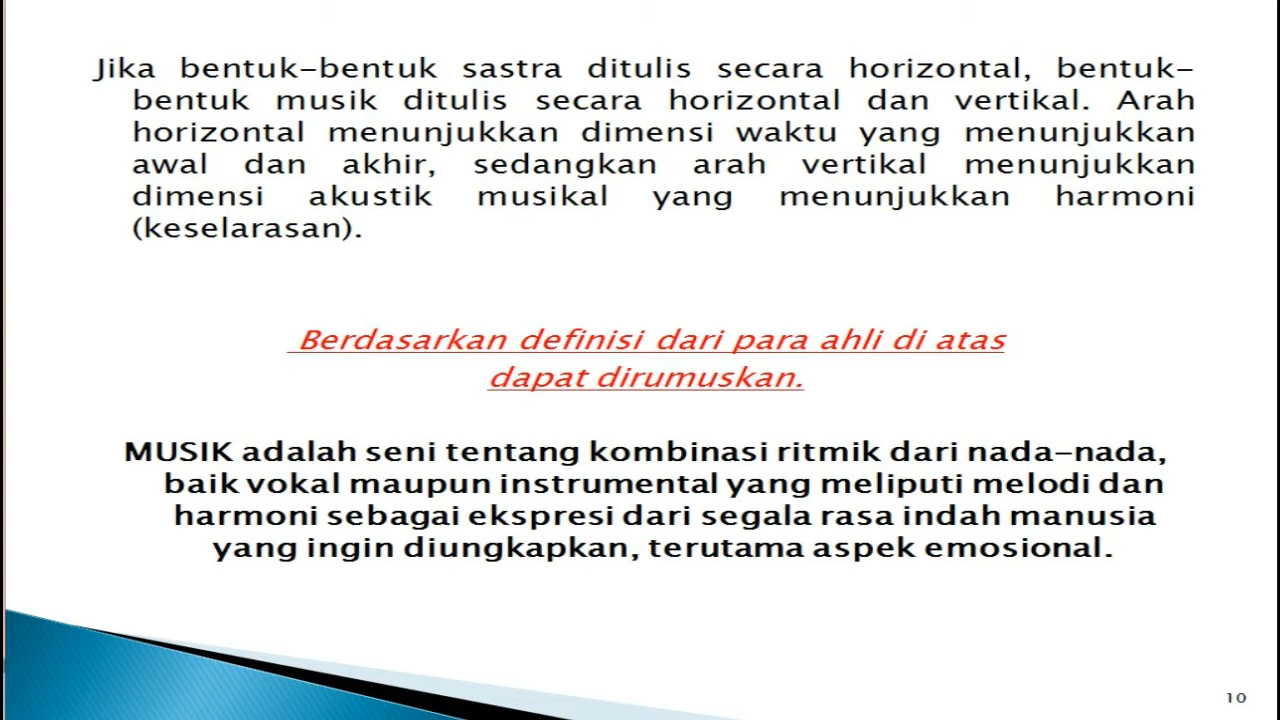 Jika bentuk-bentuk sastra ditulis secara horizontal, bentuk-
bentuk musik ditulis secara horizontal dan vertikal. Arah
horizontal menunjukkan dimensi waktu yang menunjukkan
awal dan akhir, sedangkan arah vertikal menunjukkan
dimensi akustik musikal yang menunjukkan harmoni
(keselarasan).
Berdasarkan definisi dari para ahli di atas
dapat dirumuskan.
MUSIK adalah seni tentang kombinasi ritmik dari nada-nada,
baik vokal maupun instrumental yang meliputi melodi dan
harmoni sebagai ekspresi dari segala rasa indah manusia
yang ingin diungkapkan, terutama aspek emosional.
10